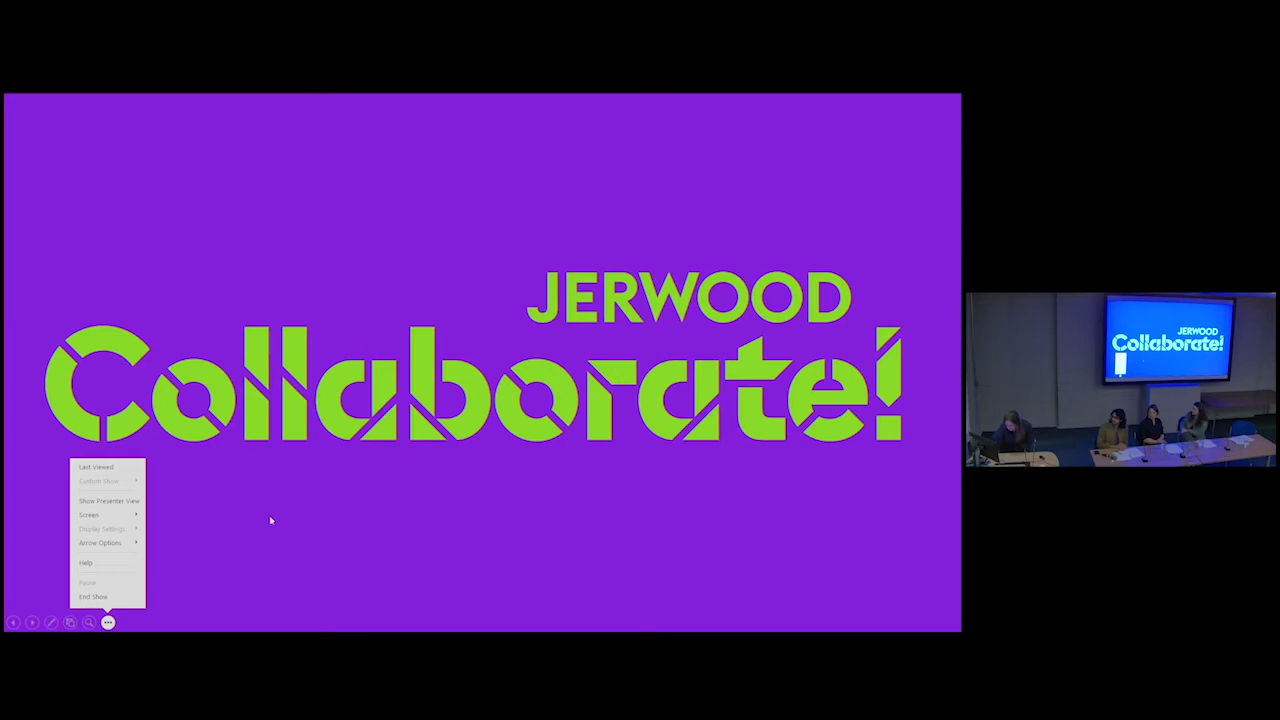 JERWOOD
Collaborate!
Last Viewed
Custom Show
Show Presenter View
Screen
Display Settings
Arrow Options
Help
Pause
End Show
JERWOOD
Collaborate!